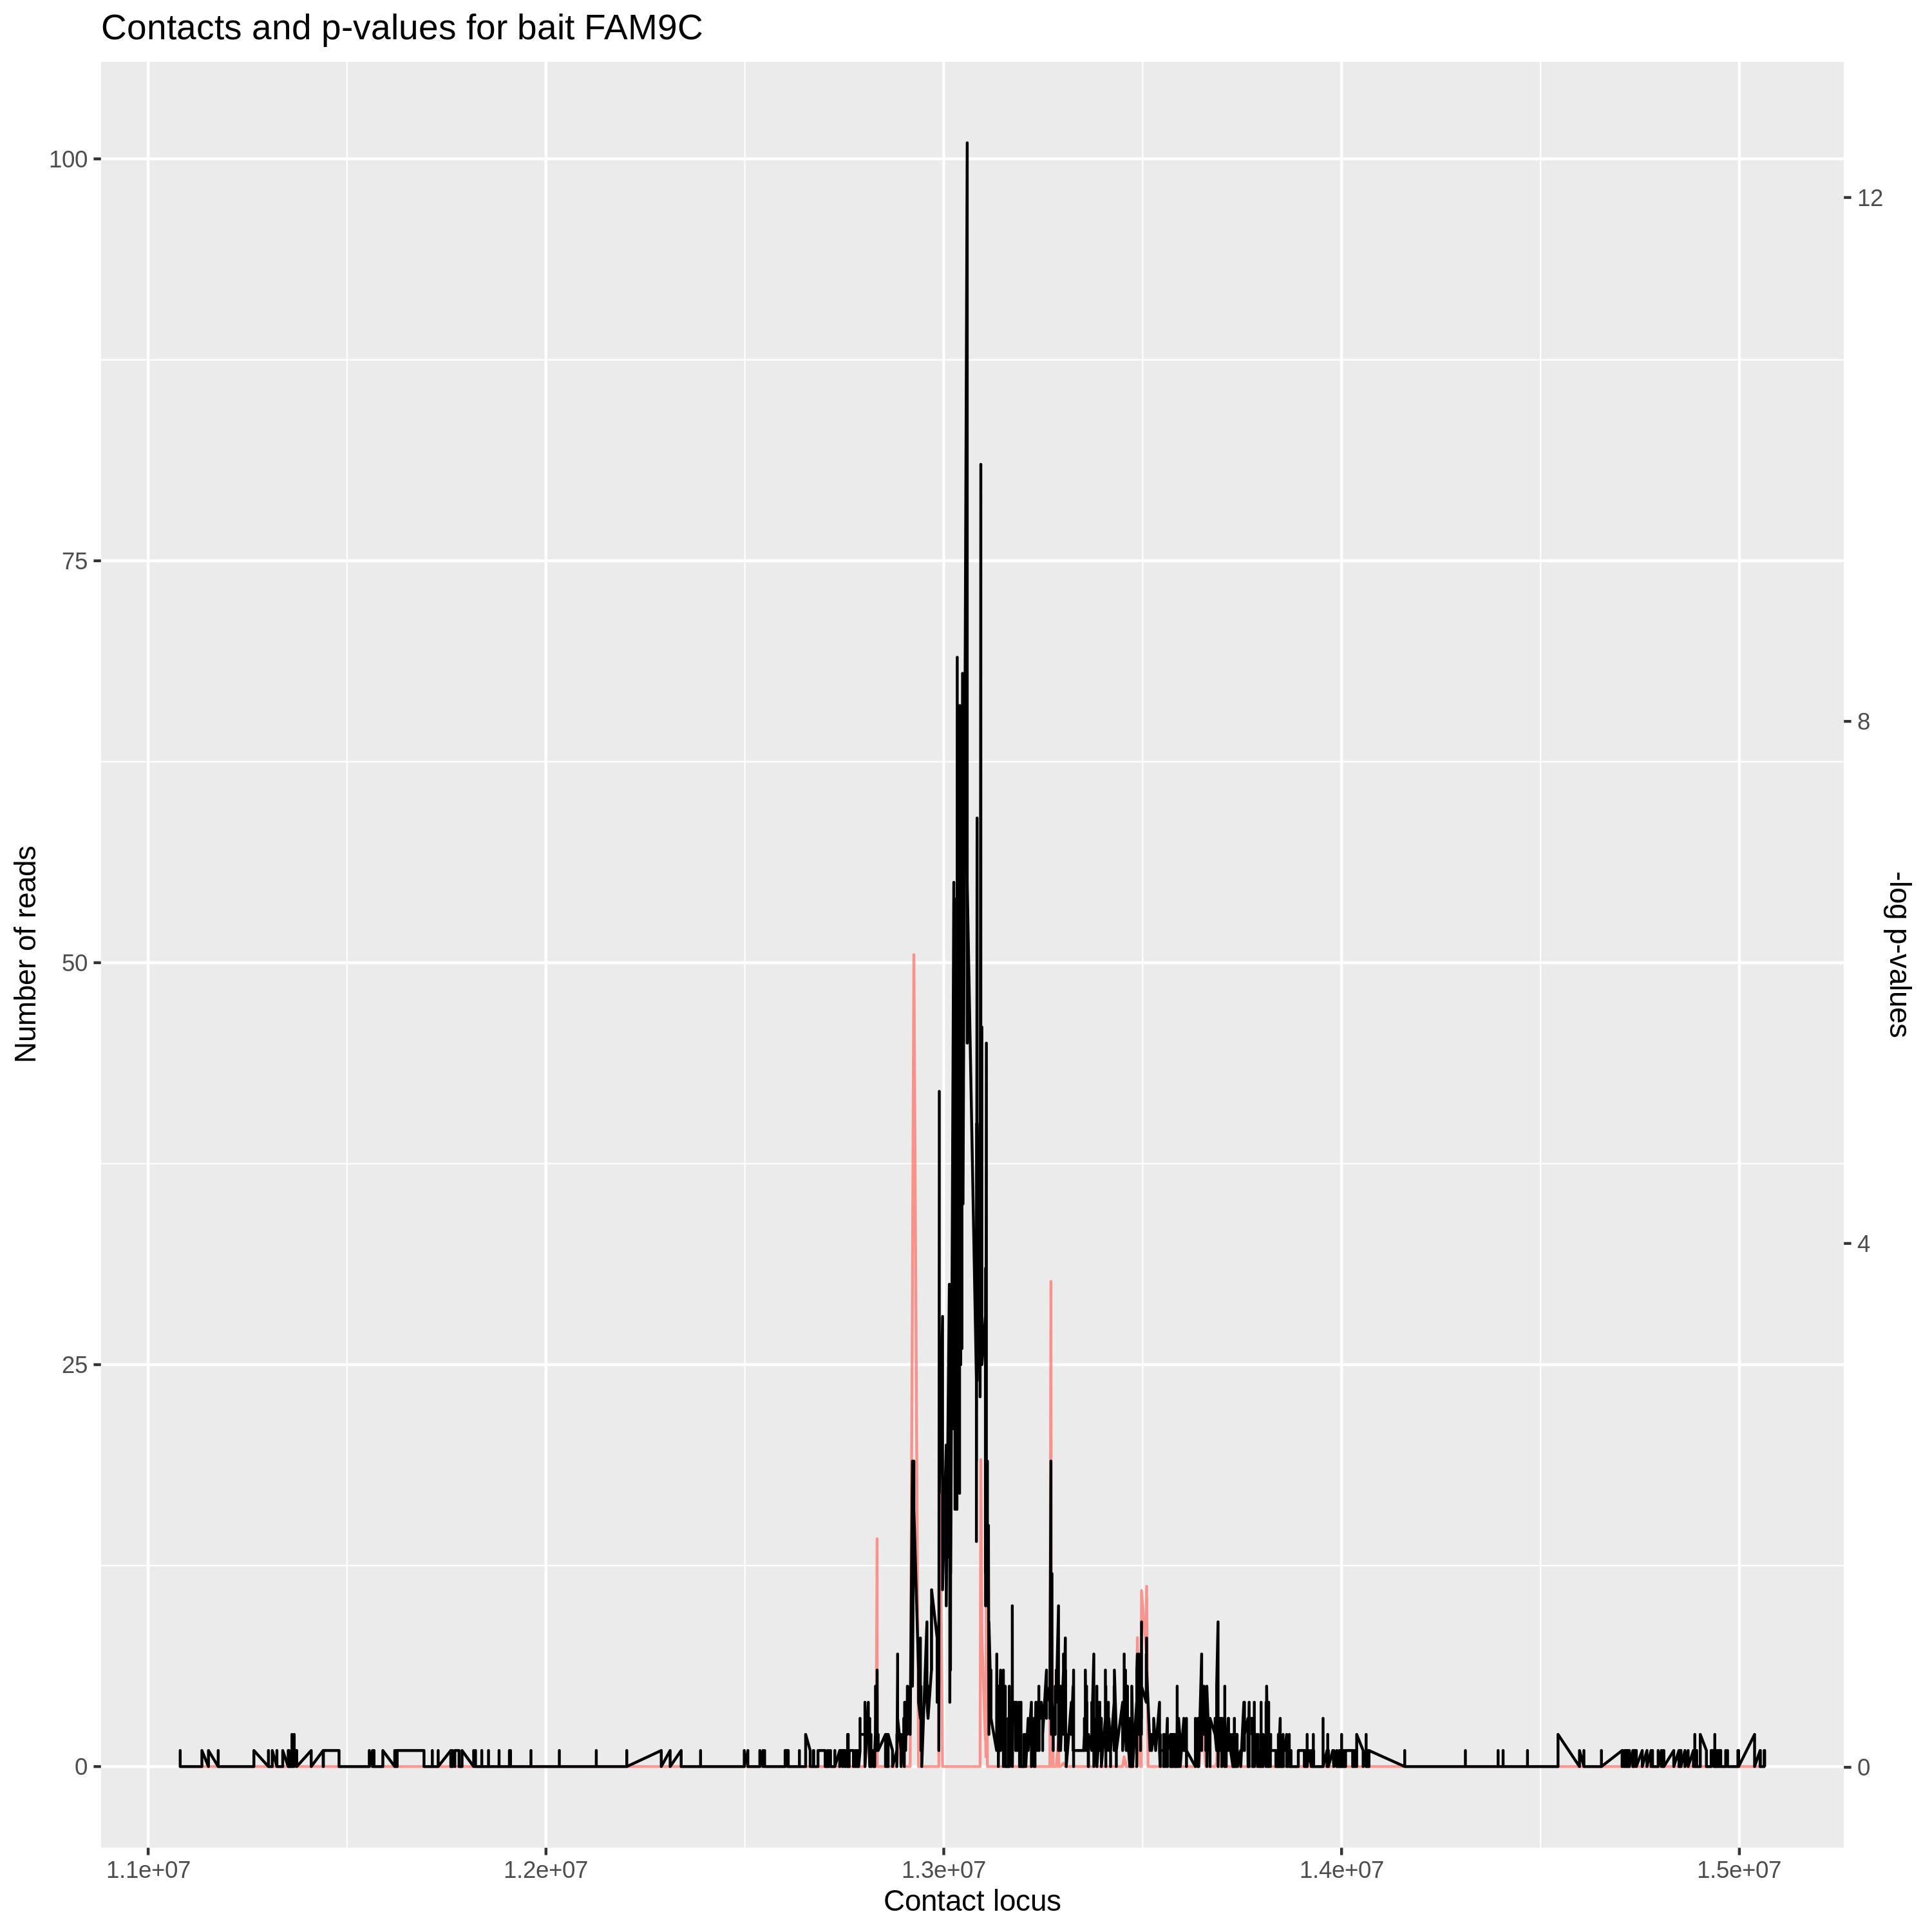 Contacts and p-values for bait FAM9C
100
75
50
25
0
Number of reads
12
8
4
0
-log p-values
1.1e+07 1.2e+07 1.3e+07 1.4e+07 1.5e+07
Contact locus